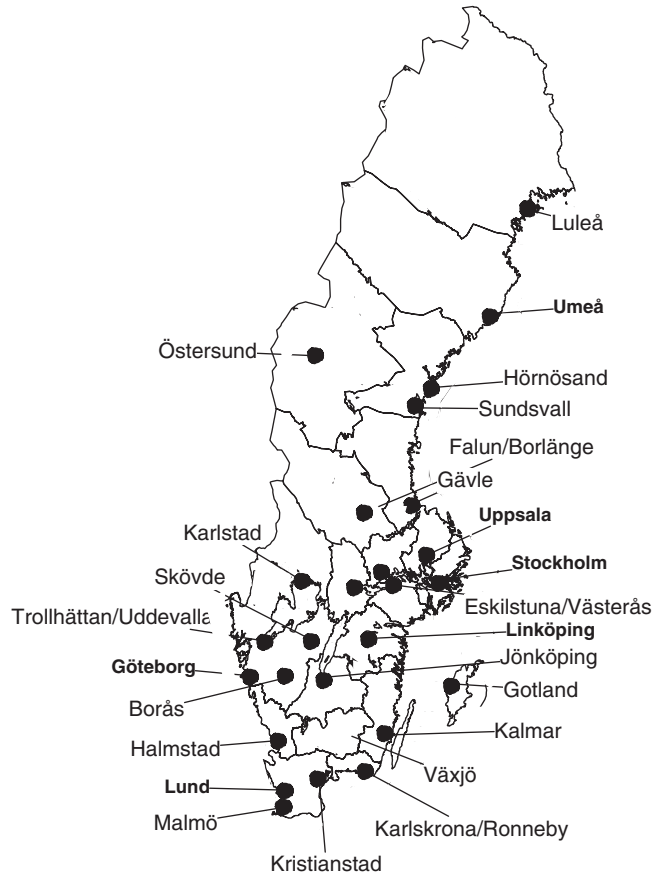 Luleå
Umeå
Östersund
Hörnösand
Sundsvall
Falun/Borlänge
Gävle
Uppsala
Karlstad
Stockholm
Skövde
Eskilstuna/Västerås
Trollhättan/Uddevalla
Linköping
Jönköping
Göteborg
Gotland
Borås
Kalmar
Halmstad
Växjö
Lund
Malmö
Karlskrona/Ronneby
Kristianstad